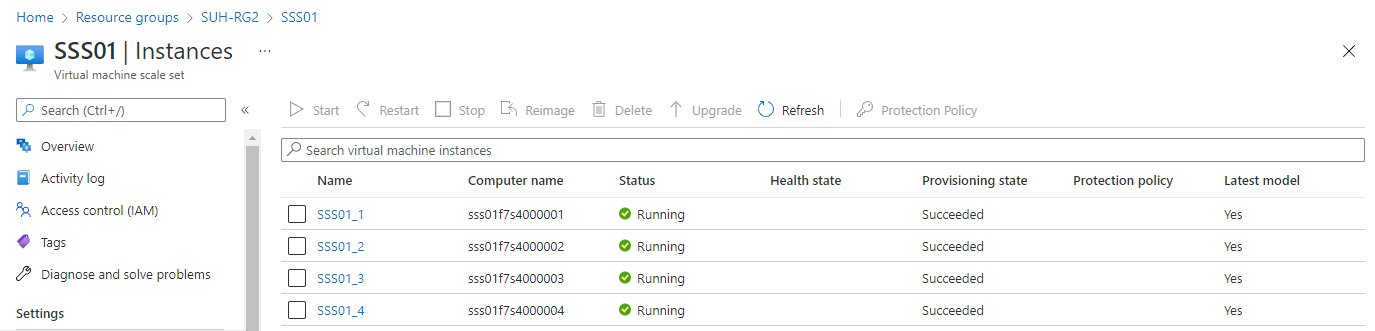 Home > Resource groups > SUH-RG2 > SSS01
SSS01 | Instances ...
Virtual machine scale set
Search (Ctrl+/)
«
Overview
Activity log
Access control (IAM)
Tags
Diagnose and solve problems
Settings
Start Restart Stop Reimage Delete Upgrade Refresh Protection Policy
Search virtual machine instances
Name Computer name Status Health state Provisioning state Protection policy Latest model
SSS01_1 sss01f7s4000001 Running Succeeded Yes
SSS01_2 sss01f7s4000002 Running Succeeded Yes
SSS01_3 sss01f7s4000003 Running Succeeded Yes
SSS01_4 sss01f7s4000004 Running Succeeded Yes